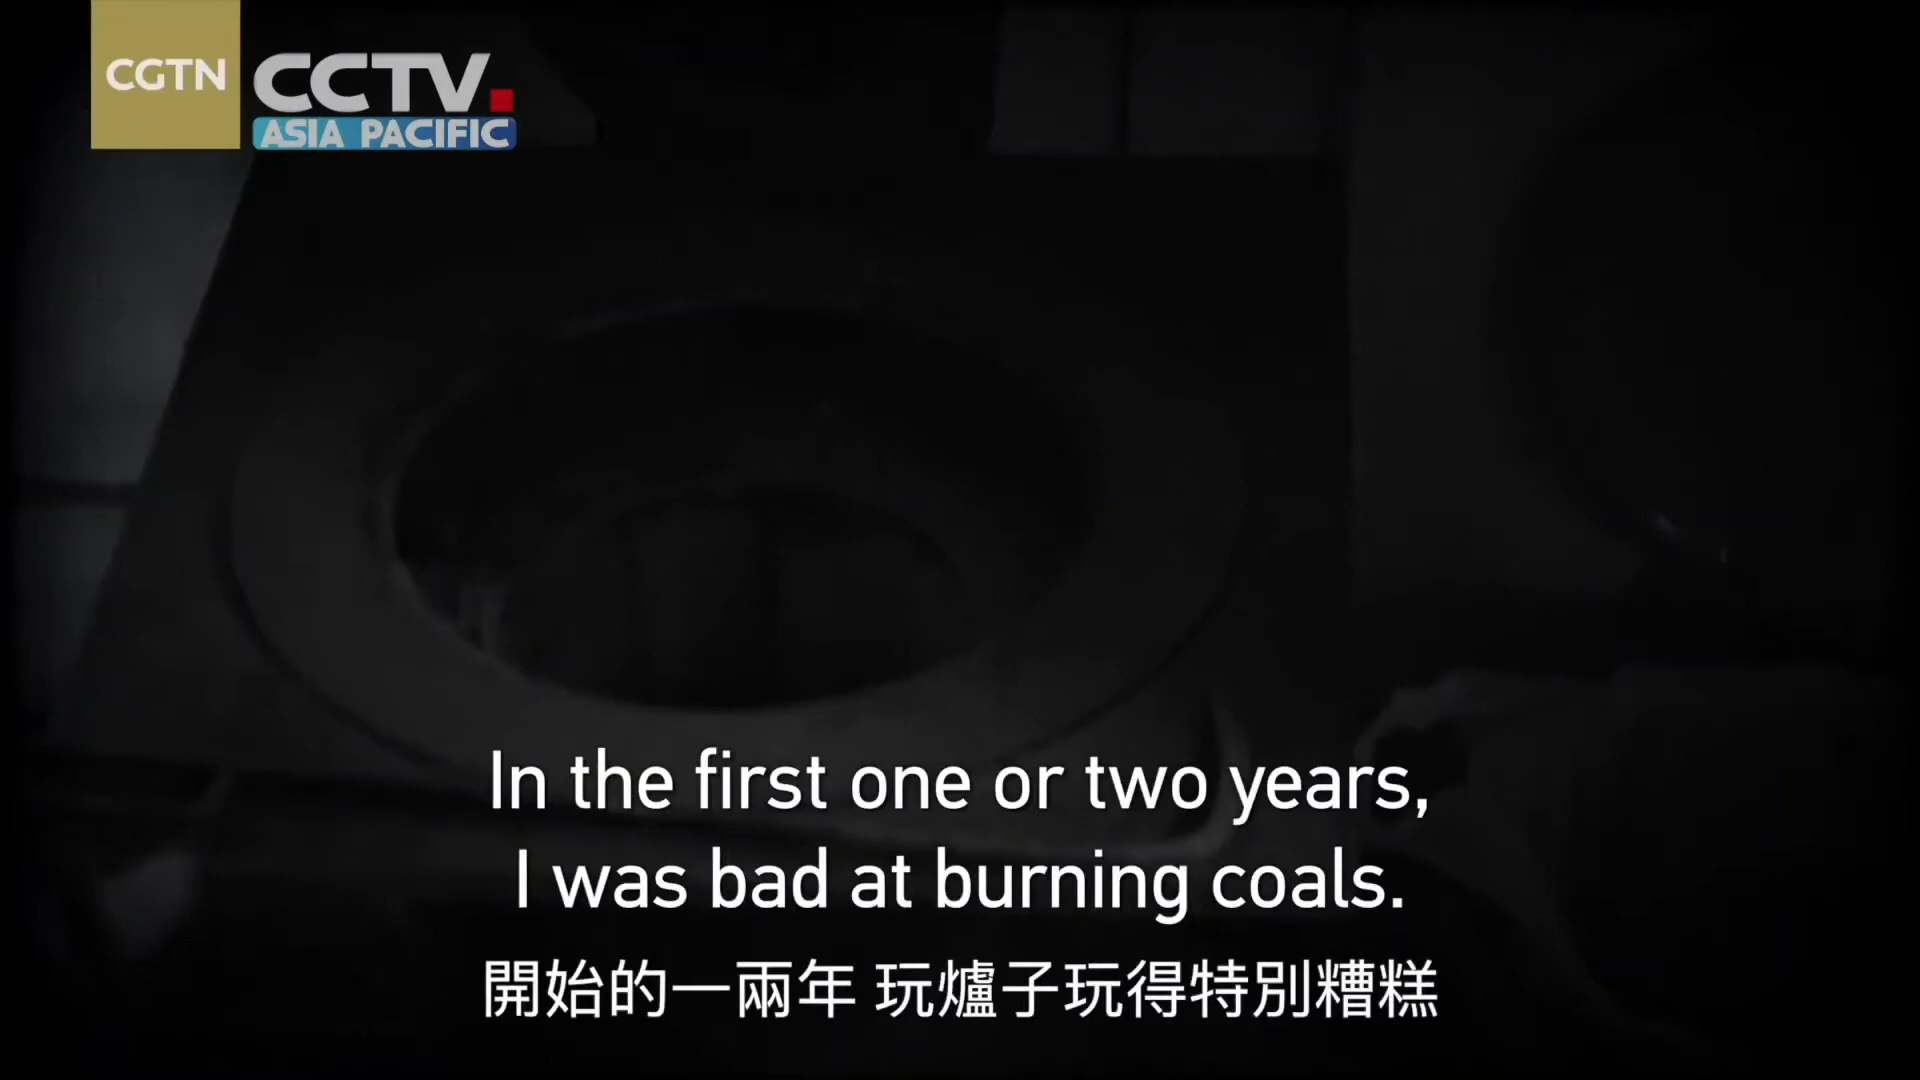 CGTN
CCTV.
ASIA PACIFIC
In the first one or two years,
I was bad at burning coals.
開始的一兩年 玩爐子玩得特別糟糕